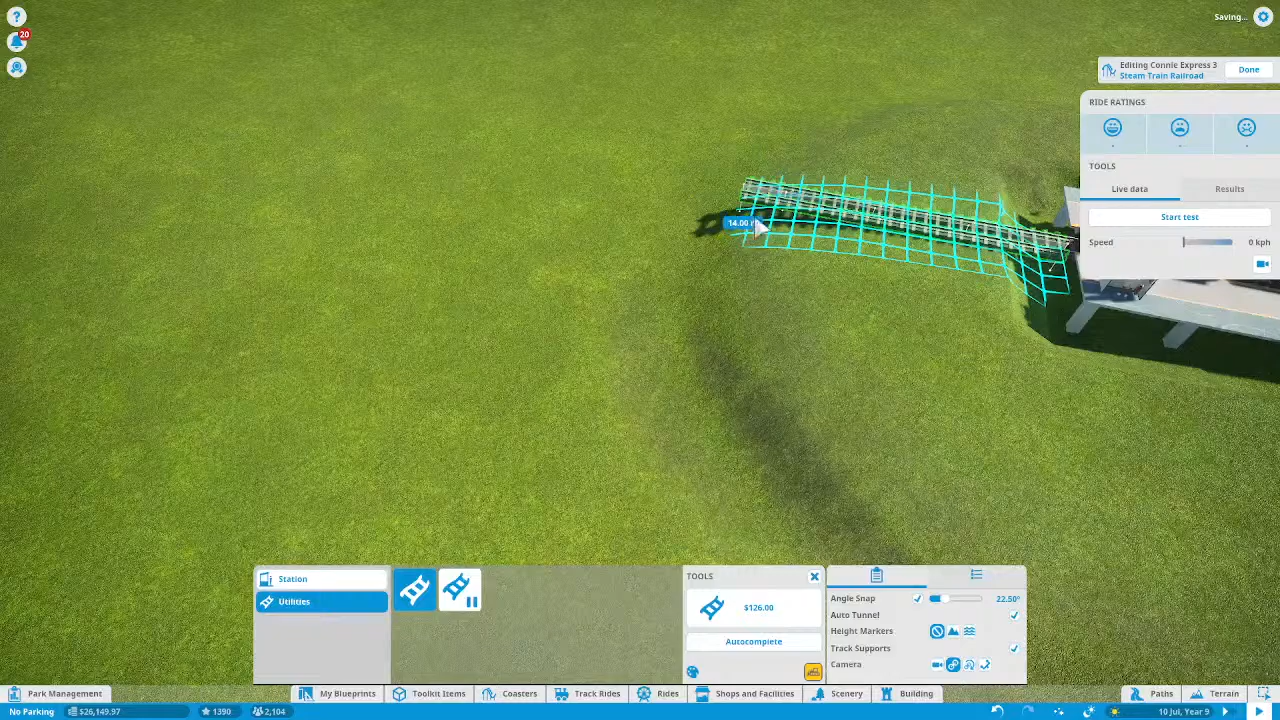 Saving...
20
Editing Connie Express 3
Steam Train Railroad
Done
RIDE RATINGS
TOOLS
Live data
Results
Start test
Speed
0 kph
14.00
Station
Utilities
TOOLS
$126.00
Autocomplete
Angle Snap
22.50°
Auto Tunnel
Height Markers
Track Supports
Camera
Park Management
My Blueprints
Toolkit Items
Coasters
Track Rides
Rides
Shops and Facilities
Scenery
Building
Paths
Terrain
No Parking
$26,149.97
1390
2,104
10 Jul, Year 9